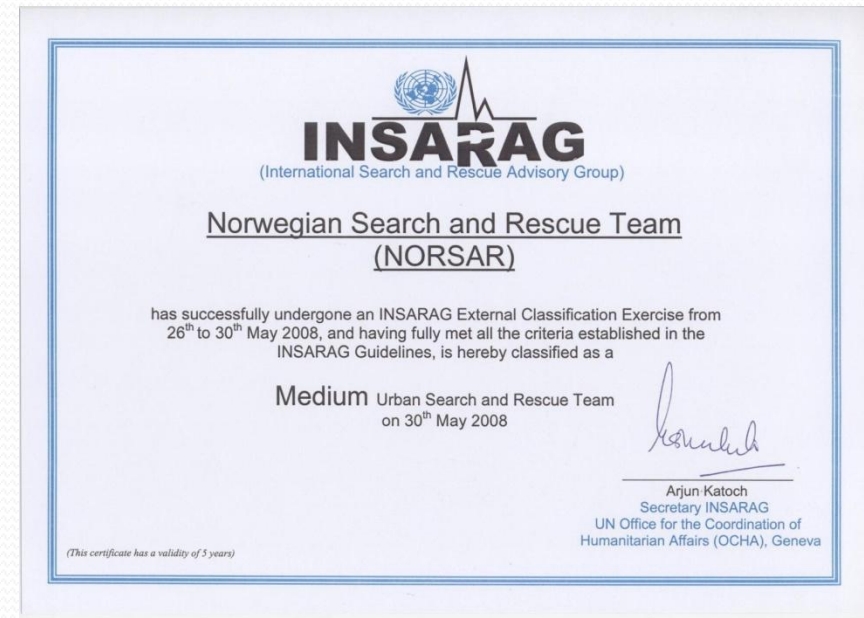 INSARAG
(International Search and Rescue Advisory Group)
Norwegian Search and Rescue Team
(NORSAR)
has successfully undergone an INSARAG External Classification Exercise from
26th to 30th May 2008, and having fully met all the criteria established in the
INSARAG Guidelines, is hereby classified as a
Medium Urban Search and Rescue Team
on 30th May 2008
Arjun Katoch
Secretary INSARAG
UN Office for the Coordination of
Humanitarian Affairs (OCHA), Geneva
(This certificate has a validity of 5 years)